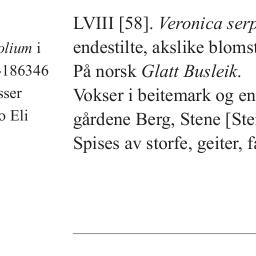 olium i
186346
sser
o Eli
LVIII [58]. Veronica serp
endestilte, akslike blomst
På norsk Glatt Busleik.
Vokser i beitemark og en
gårdene Berg, Stene [Ste
Spises av storfe, geiter, f